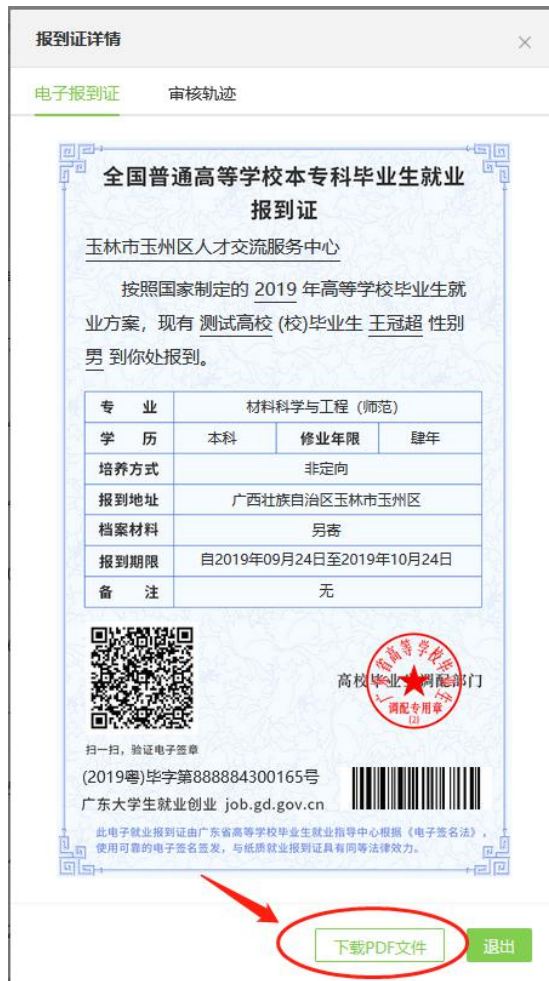 报到证详情
电子报到证 审核轨迹
全国普通高等学校本专科毕业生就业
报到证
玉林市玉州区人才交流服务中心
按照国家制定的 2019 年高等学校毕业生就
业方案，现有 测试高校 (校)毕业生 王冠超 性别
男 到你处报到。
专 业 材料科学与工程（师范）
学 历 本科 修业年限 肆年
培养方式 非定向
报到地址 广西壮族自治区玉林市玉州区
档案材料 另寄
报到期限 自2019年09月24日至2019年10月24日
备 注 无
高校毕业生调配部门
广东省高等学校毕业生
调配专用章
(2)
扫一扫，验证电子签章
(2019粤)毕字第888884300165号
广东大学生就业创业 job.gd.gov.cn
此电子就业报到证由广东省高等学校毕业生就业指导中心根据《电子签名法》，
使用可靠的电子签名签发，与纸质就业报到证具有同等法律效力。
下载PDF文件 退出